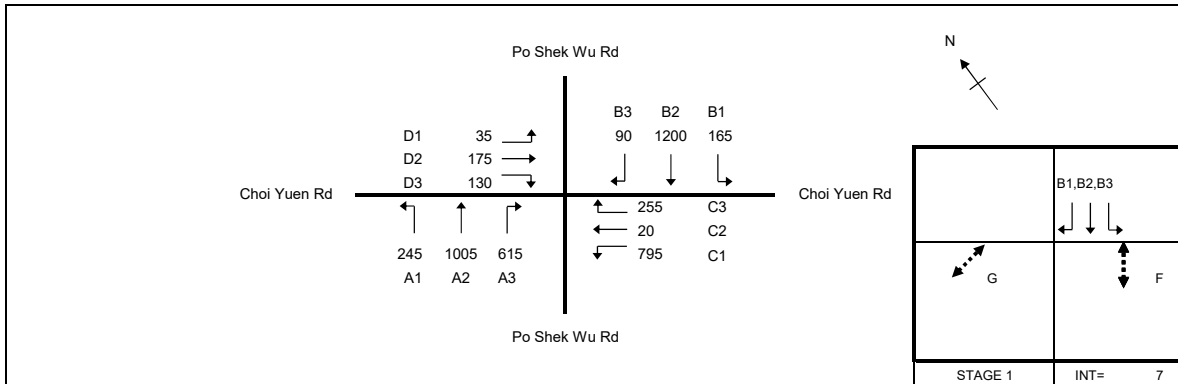 N
Po Shek Wu Rd
B3 B2 B1
D1 35 90 1200 165
D2 175
D3 130
B1,B2,B3
Choi Yuen Rd Choi Yuen Rd
255 C3
20 C2
245 1005 615 795 C1
A1 A2 A3
G F
Po Shek Wu Rd
STAGE 1 INT= 7